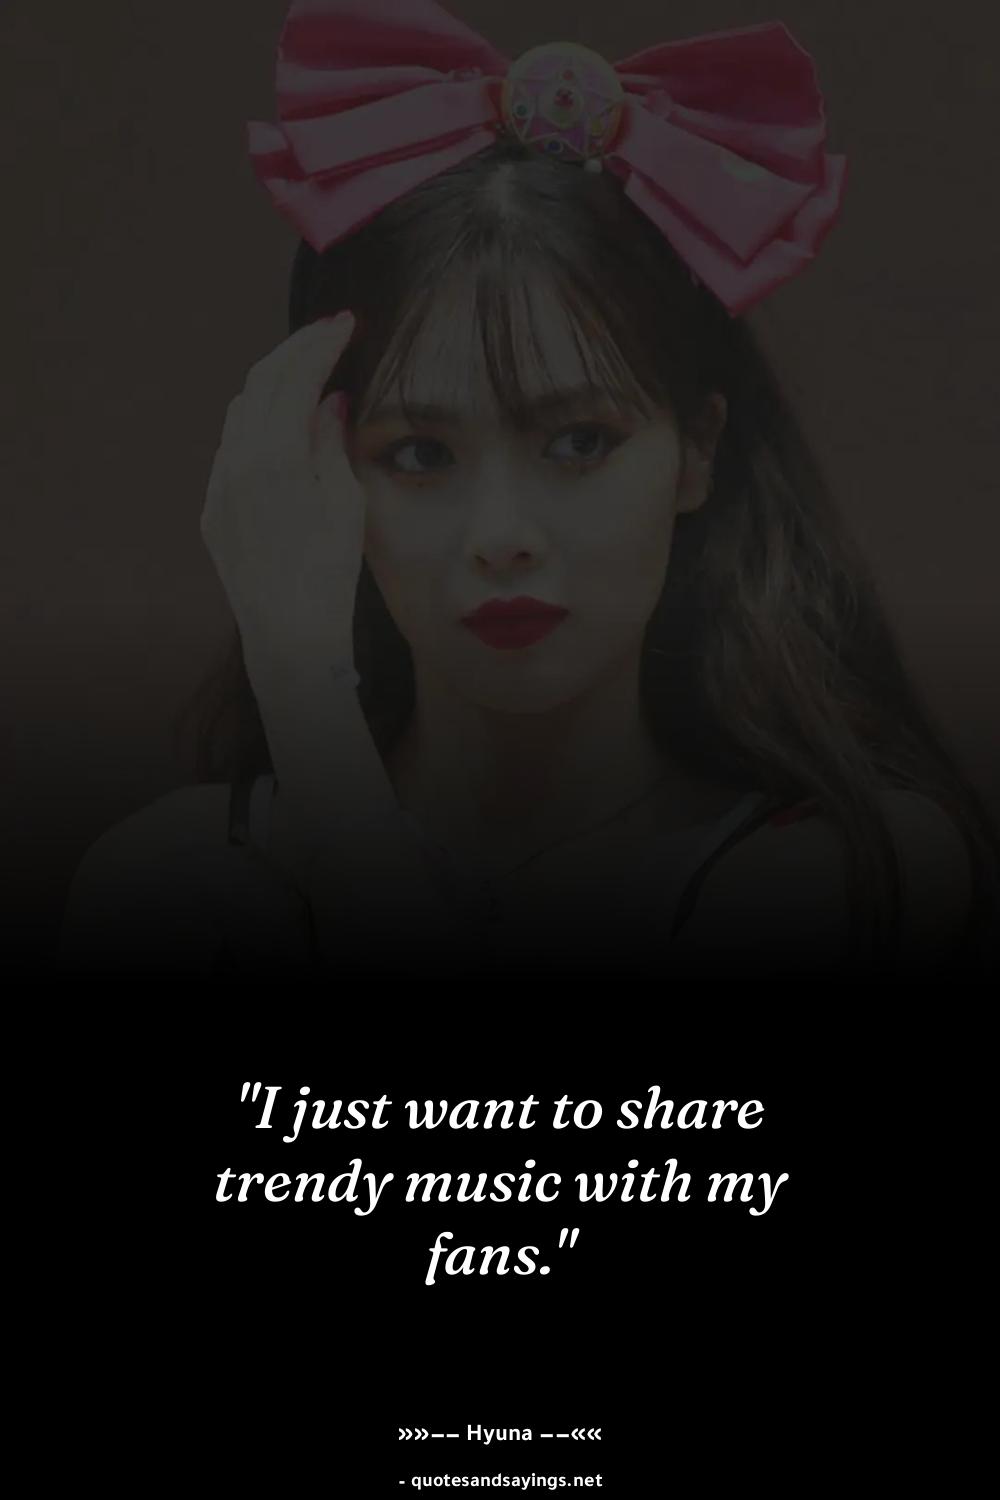 "I just want to share
trendy music with my
fans."
»»–– Hyuna ––««
- quotesandsayings.net